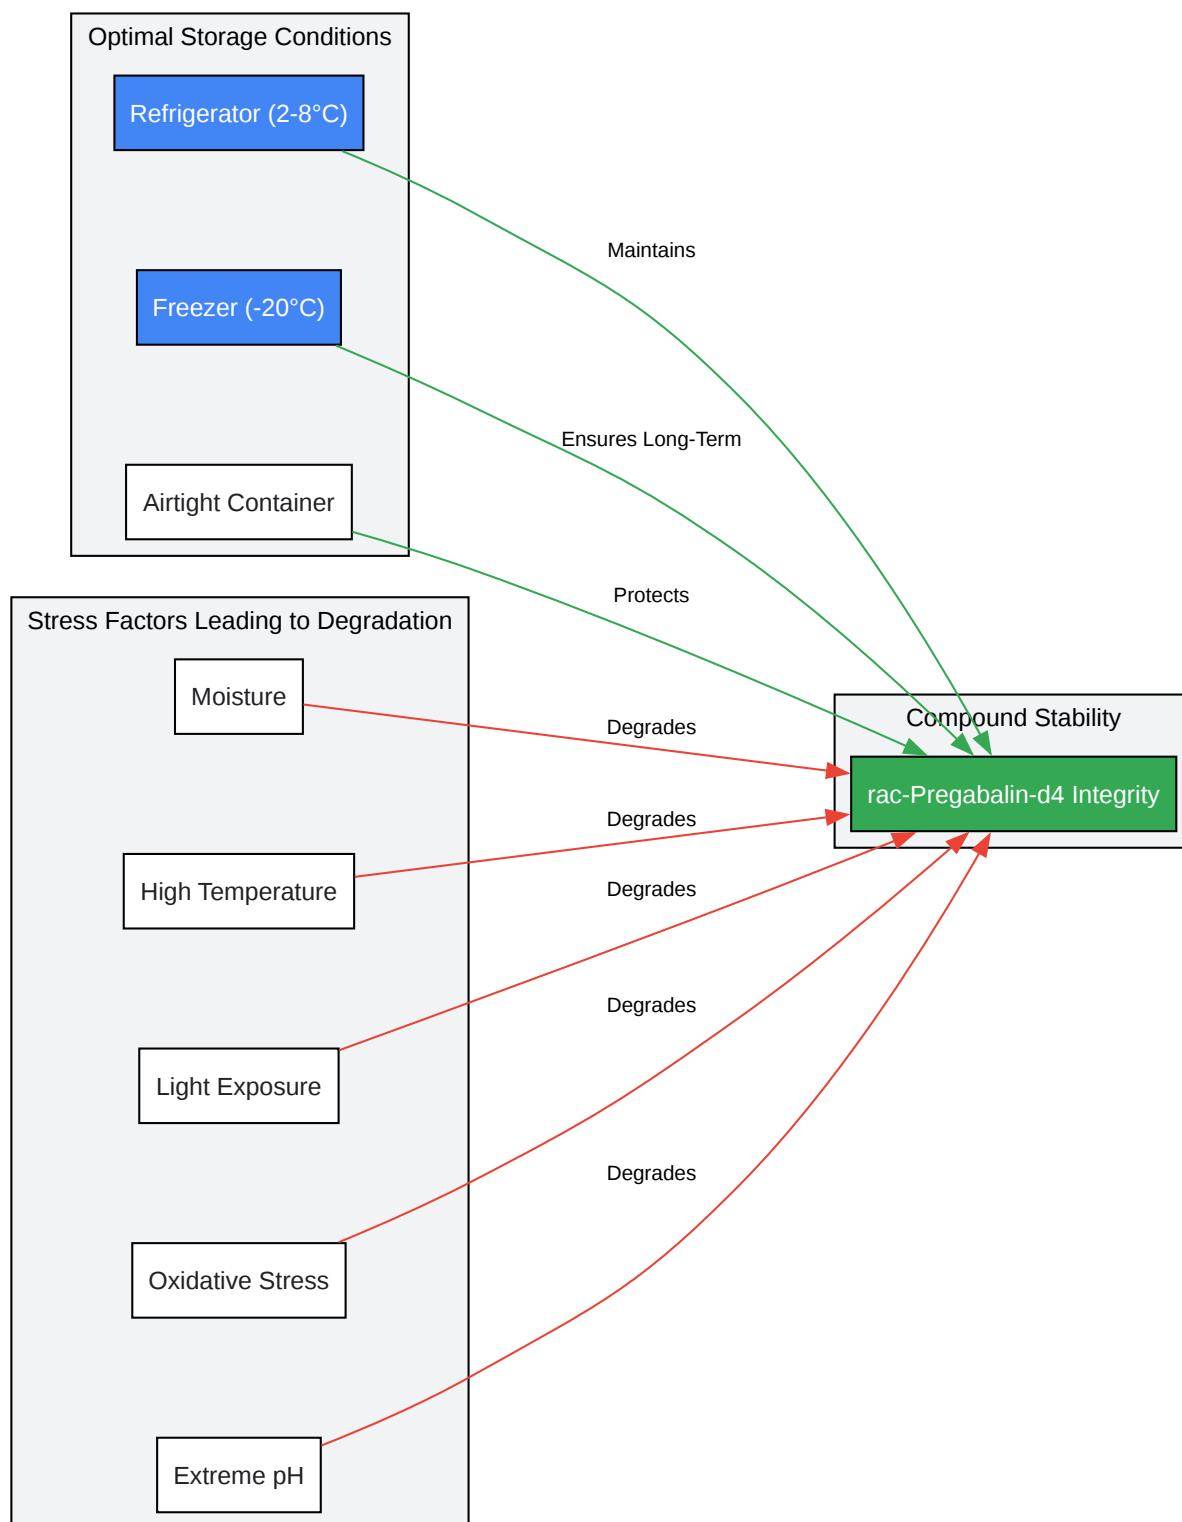 Optimal Storage Conditions
Refrigerator (2-8°C)
Maintains
Freezer (-20°C)
Ensures Long-Term
Airtight Container
Protects
Stress Factors Leading to Degradation
Moisture
Degrades
Compound Stability
rac-Pregabalin-d4 Integrity
Degrades
High Temperature
Degrades
Light Exposure
Degrades
Oxidative Stress
Degrades
Extreme pH